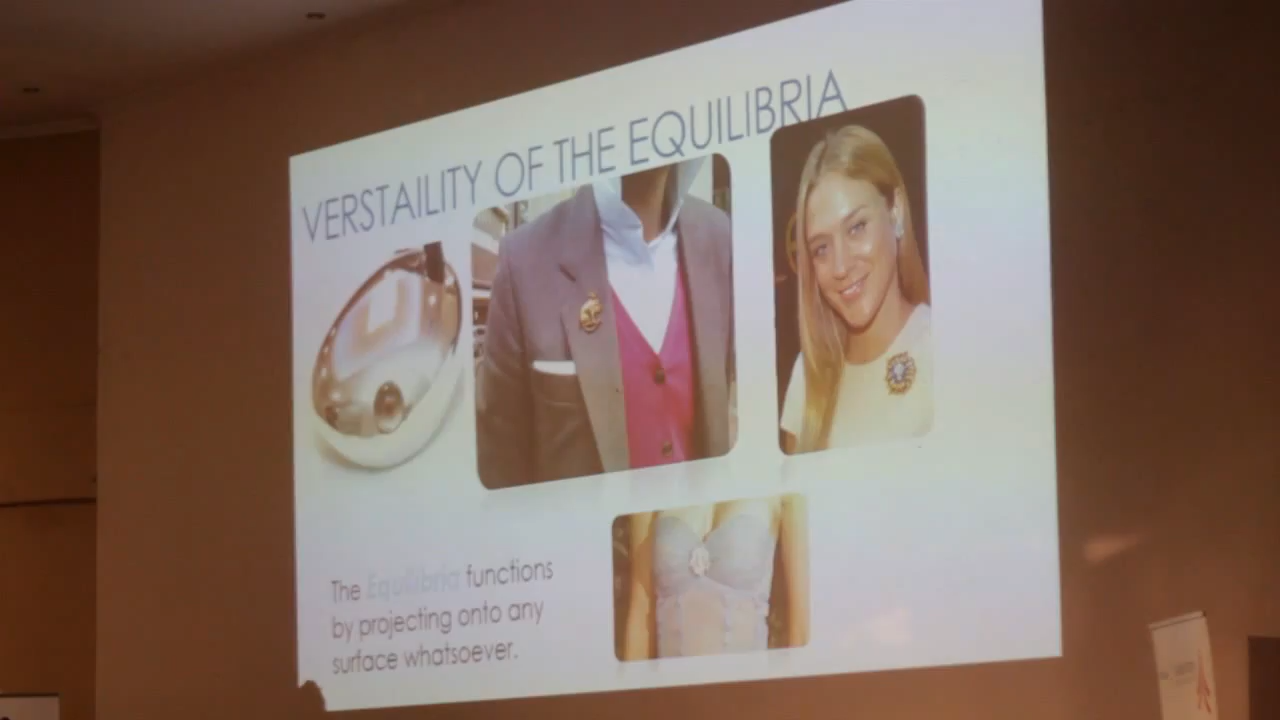 VERSTAILITY OF THE EQUILIBRIA
The Equilibria functions
by projecting onto any
surface whatsoever.